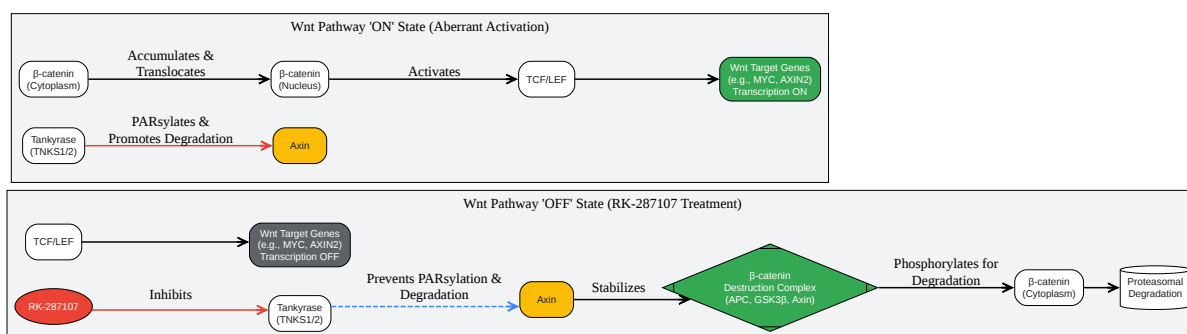 Wnt Pathway 'ON' State (Aberrant Activation)
β-catenin
(Cytoplasm)
Accumulates &
Translocates
β-catenin
(Nucleus)
Activates
TCF/LEF
Wnt Target Genes
(e.g., MYC, AXIN2)
Transcription ON
Tankyrase
(TNKS1/2)
PARsylates &
Promotes Degradation
Axin
Wnt Pathway 'OFF' State (RK-287107 Treatment)
TCF/LEF
Wnt Target Genes
(e.g., MYC, AXIN2)
Transcription OFF
RK-287107
Inhibits
Tankyrase
(TNKS1/2)
Prevents PARsylation &
Degradation
Axin
Stabilizes
β-catenin
Destruction Complex
(APC, GSK3β, Axin)
Phosphorylates for
Degradation
β-catenin
(Cytoplasm)
Proteasomal
Degradation